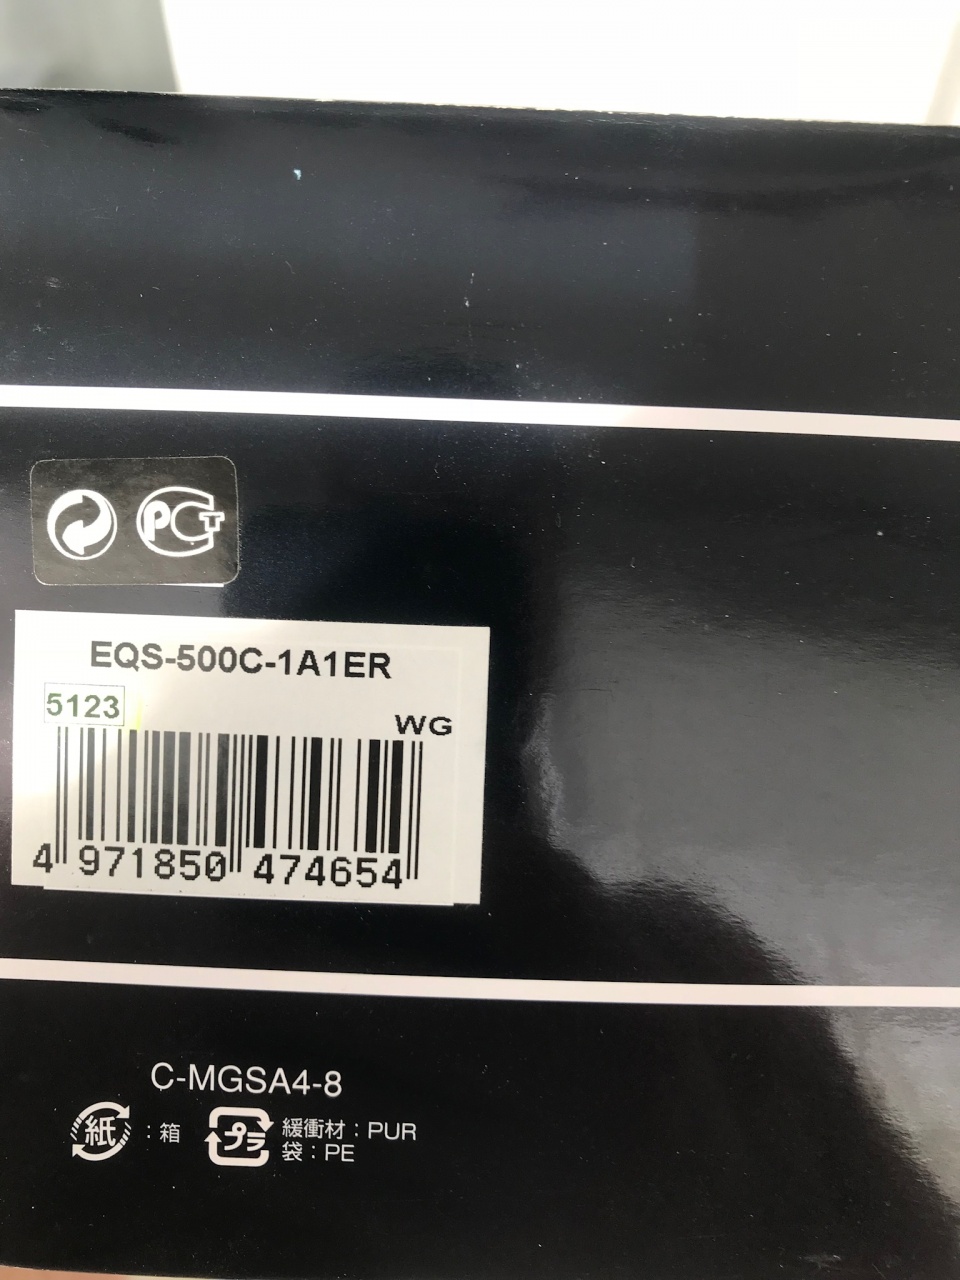 PCT
EQS-500C-1A1ER
5123
WG
4 971850 474654
C-MGSA4-8
紙 : 箱
プラ 緩衝材 : PUR
袋 : PE